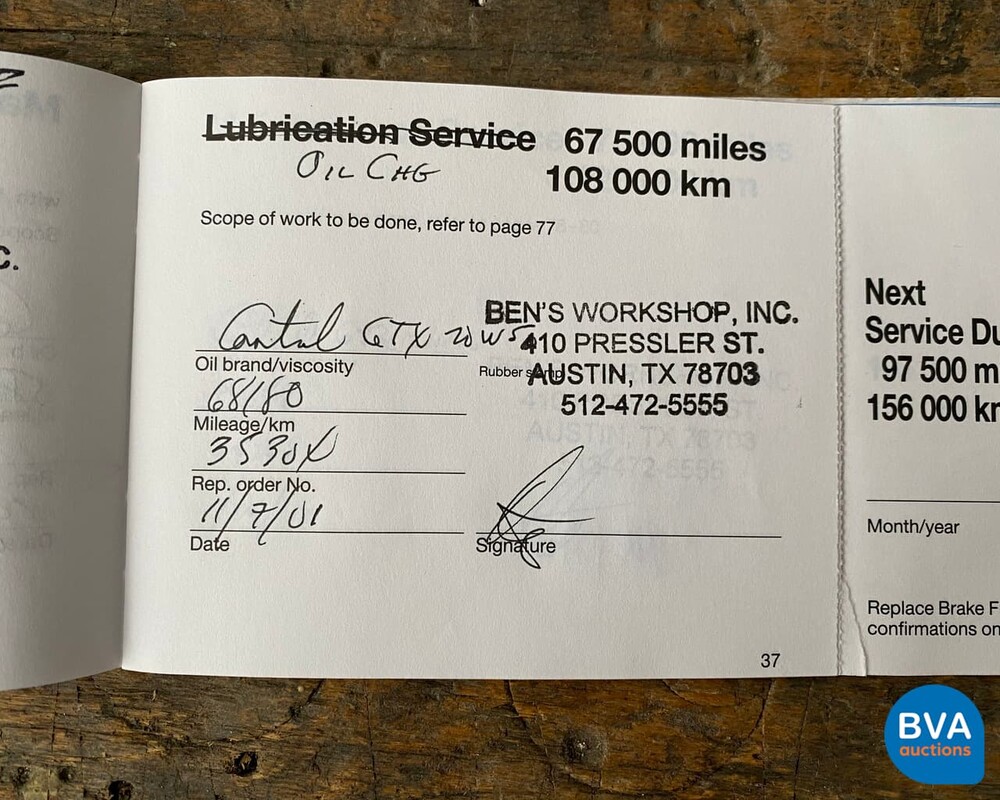 c.
Lubrication Service 67 500 miles
OIL CHG 108 000 km
Scope of work to be done, refer to page 77
Castrol GTX 20W50
Oil brand/viscosity
68180
Mileage/km
Rep. order No.
11/7/01
Date
BEN'S WORKSHOP, INC.
410 PRESSLER ST.
Rubber stamp
AUSTIN, TX 78703
512-472-5555
Signature
37
Next
Service Du
97 500 m
156 000 km
Month/year
Replace Brake F
confirmations on
BVA
auctions